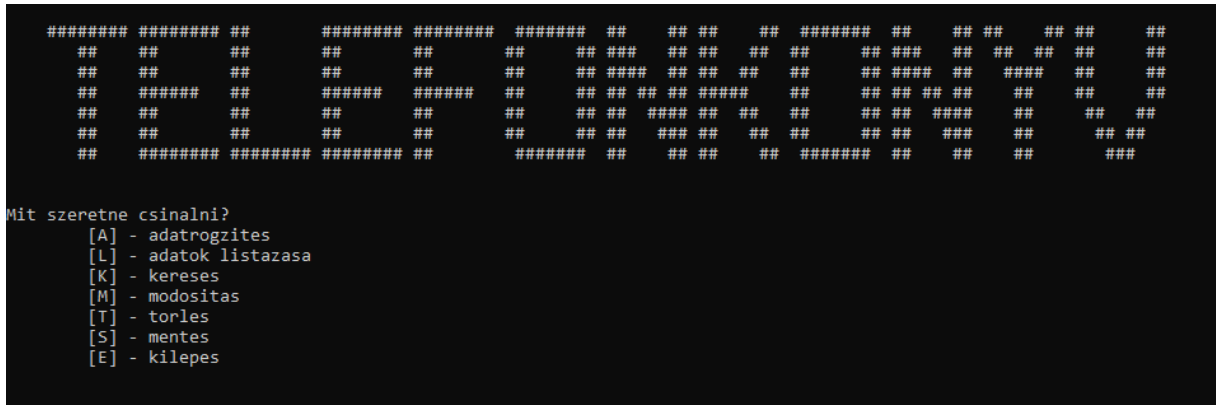 TELEFONKONYV
Mit szeretne csinalni?
[A] - adatrogzites
[L] - adatok listazasa
[K] - kereses
[M] - modositas
[T] - torles
[S] - mentes
[E] - kilepes